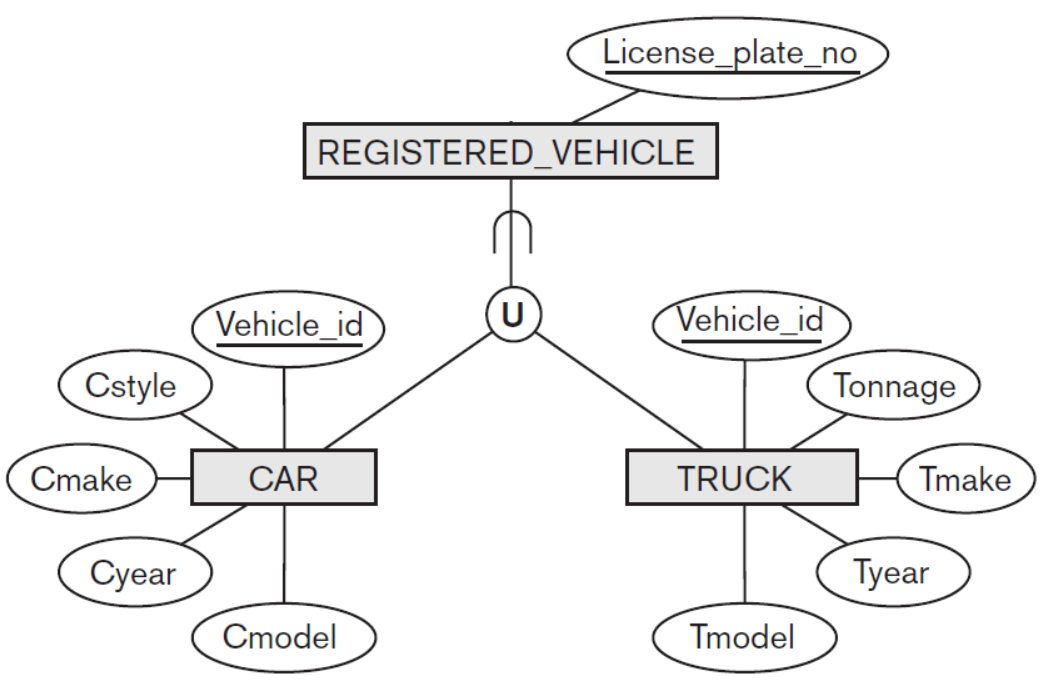 License_plate_no
REGISTERED_VEHICLE
U
Vehicle_id
Vehicle_id
Cstyle
Tonnage
Cmake
CAR
TRUCK
Tmake
Cyear
Tyear
Cmodel
Tmodel